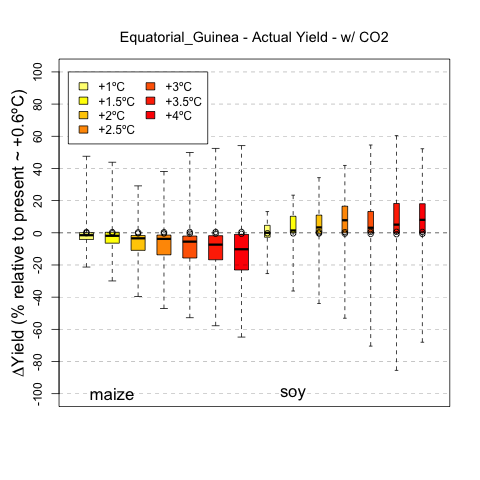 Equatorial_Guinea - Actual Yield - w/ CO2
ΔYield (% relative to present ~ +0.6ºC)
100
80
60
40
20
0
-20
-40
-60
-80
-100
+1ºC
+1.5ºC
+2ºC
+2.5ºC
+3ºC
+3.5ºC
+4ºC
maize
soy